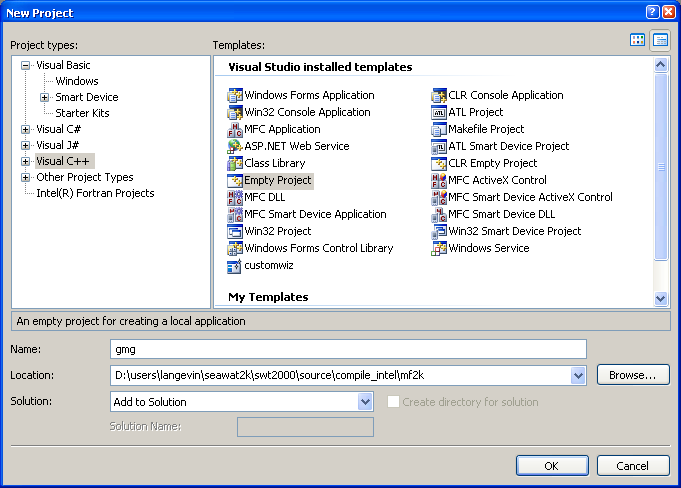 New Project
Project types:
Templates:
Visual Basic
Windows
Smart Device
Starter Kits
Visual C#
Visual J#
Visual C++
Other Project Types
Intel(R) Fortran Projects
Visual Studio installed templates
Windows Forms Application
CLR Console Application
Win32 Console Application
ATL Project
MFC Application
Makefile Project
ASP.NET Web Service
ATL Smart Device Project
Class Library
CLR Empty Project
Empty Project
MFC ActiveX Control
MFC DLL
MFC Smart Device ActiveX Control
MFC Smart Device Application
MFC Smart Device DLL
Win32 Project
Win32 Smart Device Project
Windows Forms Control Library
Windows Service
customwiz
My Templates
An empty project for creating a local application
Name:
gmg
Location:
D:\users\langevin\seawat2k\swt2000\source\compile_intel\mf2k
Browse...
Solution:
Add to Solution
Create directory for solution
Solution Name:
OK
Cancel